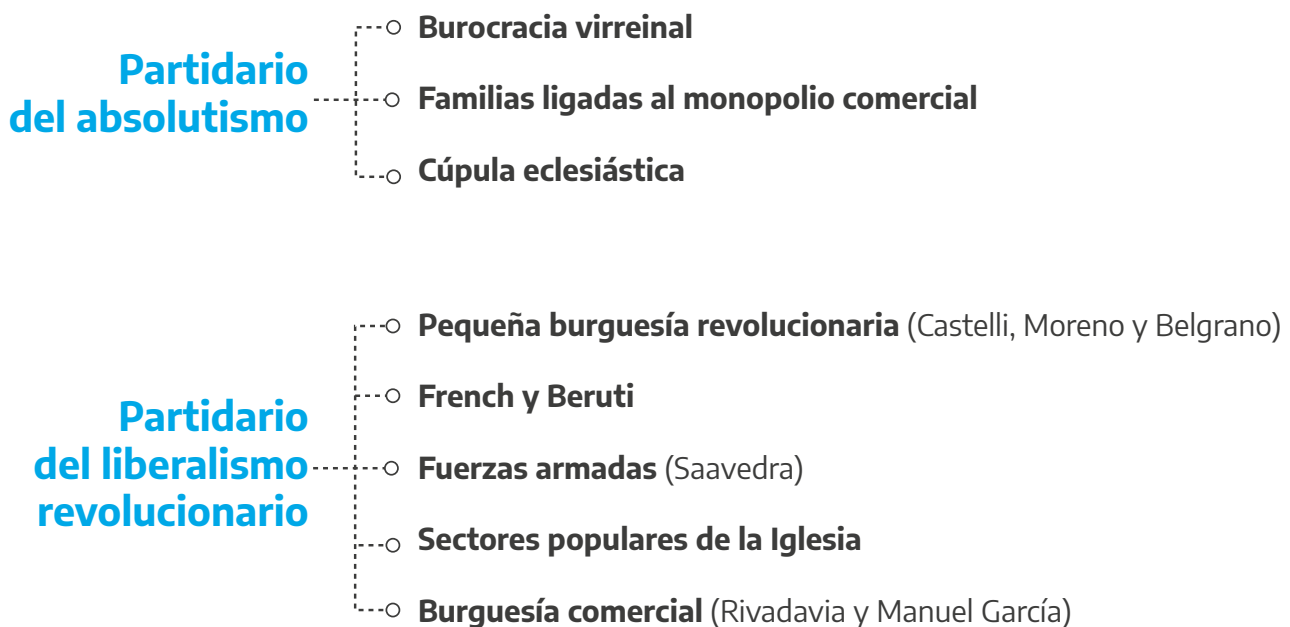 Partidario
del absolutismo
Burocracia virreinal
Familias ligadas al monopolio comercial
Cúpula eclesiástica
Partidario
del liberalismo
revolucionario
Pequeña burguesía revolucionaria (Castelli, Moreno y Belgrano)
French y Beruti
Fuerzas armadas (Saavedra)
Sectores populares de la Iglesia
Burguesía comercial (Rivadavia y Manuel García)